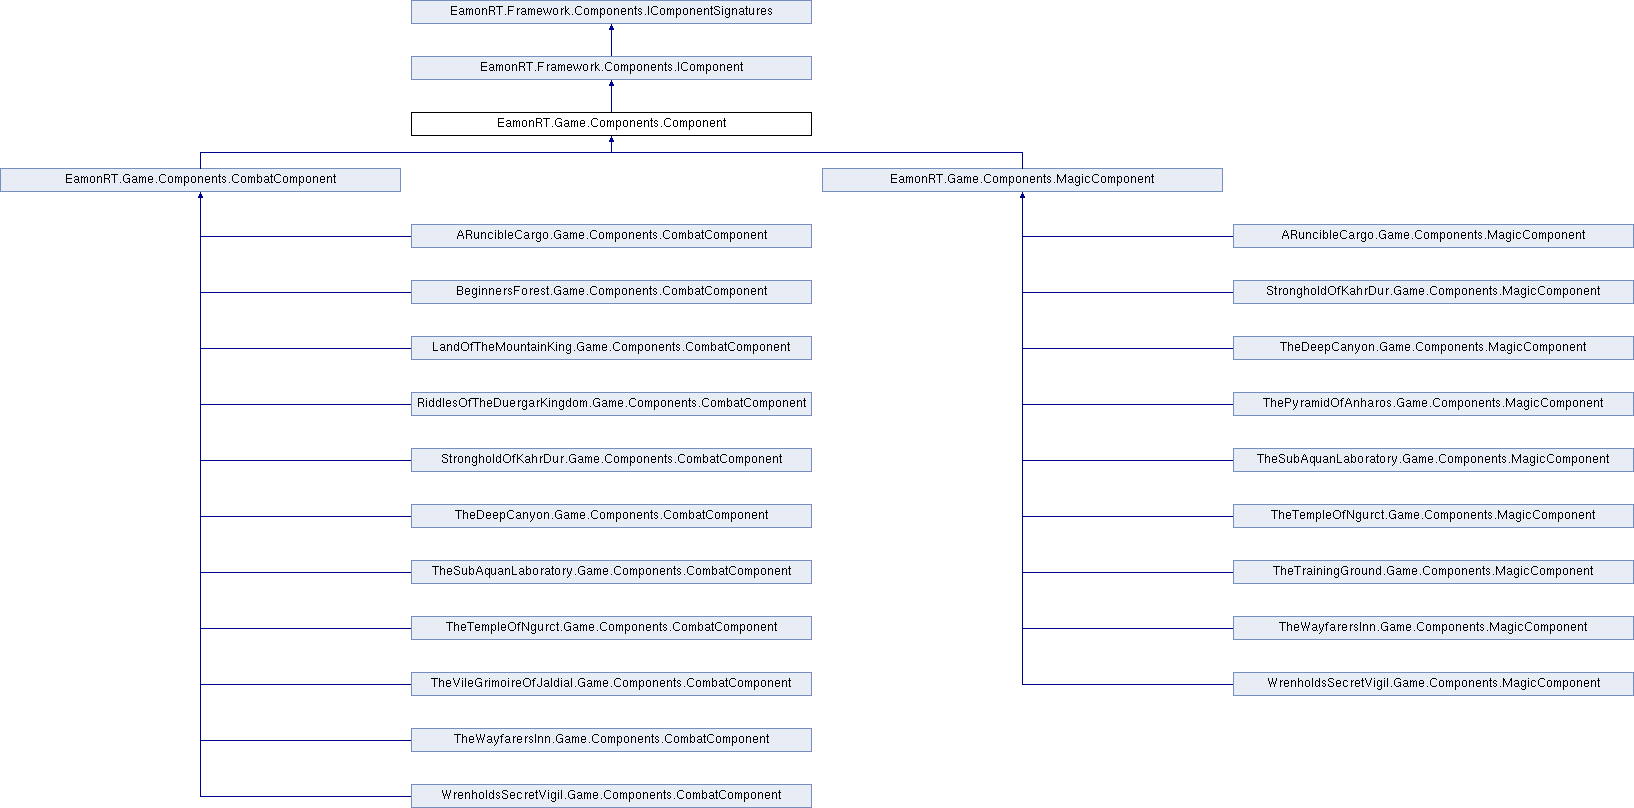 EamonRT.Framework.Components.IComponentSignatures
EamonRT.Framework.Components.IComponent
EamonRT.Game.Components.Component
EamonRT.Game.Components.CombatComponent
EamonRT.Game.Components.MagicComponent
ARuncibleCargo.Game.Components.CombatComponent
ARuncibleCargo.Game.Components.MagicComponent
BeginnersForest.Game.Components.CombatComponent
StrongholdOfKahrDur.Game.Components.MagicComponent
LandOfTheMountainKing.Game.Components.CombatComponent
TheDeepCanyon.Game.Components.MagicComponent
RiddlesOfTheDuergarKingdom.Game.Components.CombatComponent
ThePyramidOfAnharos.Game.Components.MagicComponent
StrongholdOfKahrDur.Game.Components.CombatComponent
TheSubAquanLaboratory.Game.Components.MagicComponent
TheDeepCanyon.Game.Components.CombatComponent
TheTempleOfNgurct.Game.Components.MagicComponent
TheSubAquanLaboratory.Game.Components.CombatComponent
TheTrainingGround.Game.Components.MagicComponent
TheTempleOfNgurct.Game.Components.CombatComponent
TheWayfarersInn.Game.Components.MagicComponent
TheVileGrimoireOfJaldial.Game.Components.CombatComponent
WrenholdsSecretVigil.Game.Components.MagicComponent
TheWayfarersInn.Game.Components.CombatComponent
WrenholdsSecretVigil.Game.Components.CombatComponent